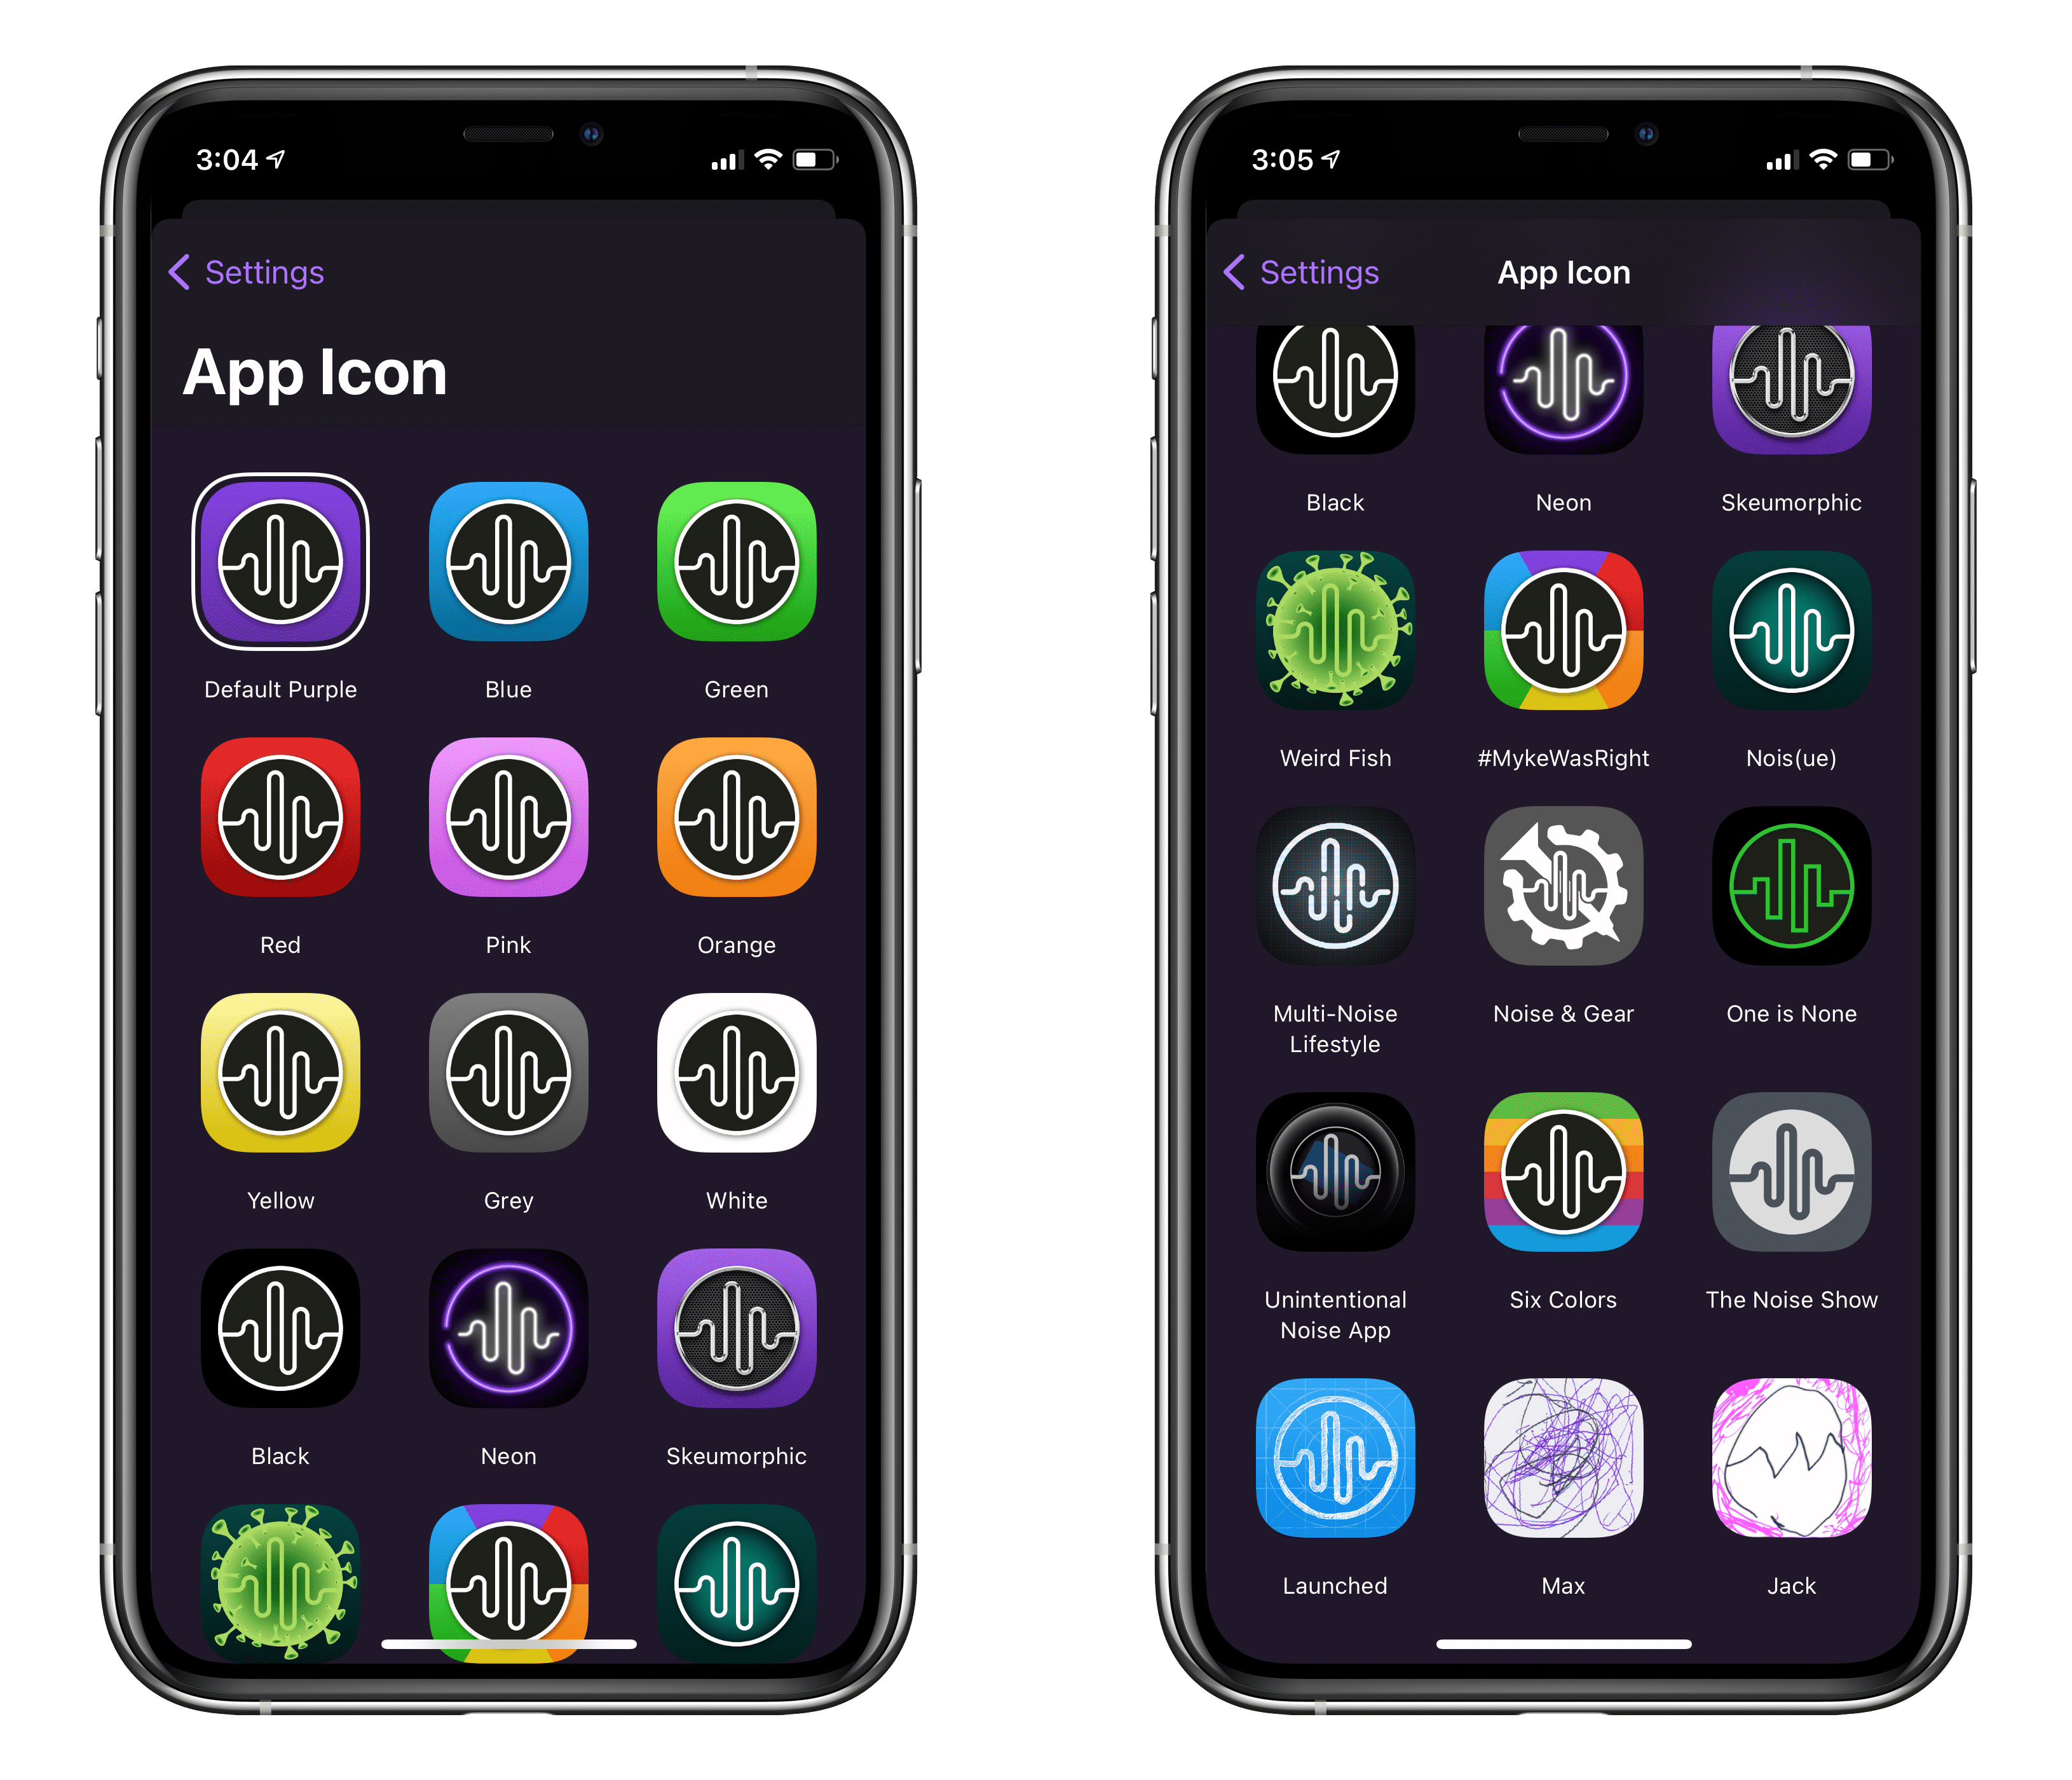 3:04
Settings
App Icon
Default Purple
Blue
Green
Red
Pink
Orange
Yellow
Grey
White
Black
Neon
Skeumorphic
3:05
Settings
App Icon
Black
Neon
Skeumorphic
Weird Fish
#MykeWasRight
Nois(ue)
Multi-Noise
Lifestyle
Noise & Gear
One is None
Unintentional
Noise App
Six Colors
The Noise Show
Launched
Max
Jack